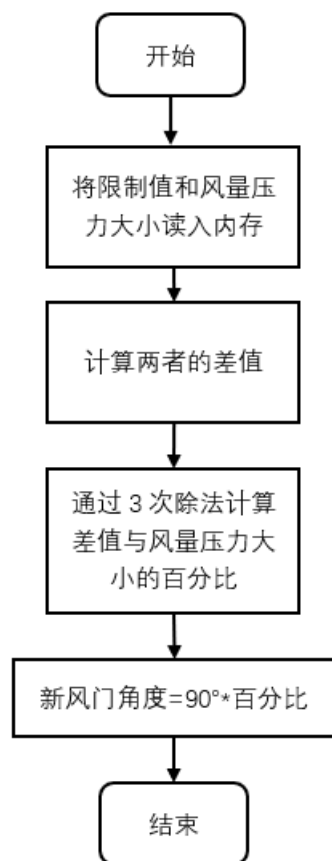 开始
将限制值和风量压
力大小读入内存
计算两者的差值
通过 3 次除法计算
差值与风量压力大
小的百分比
新风门角度=90°*百分比
结束